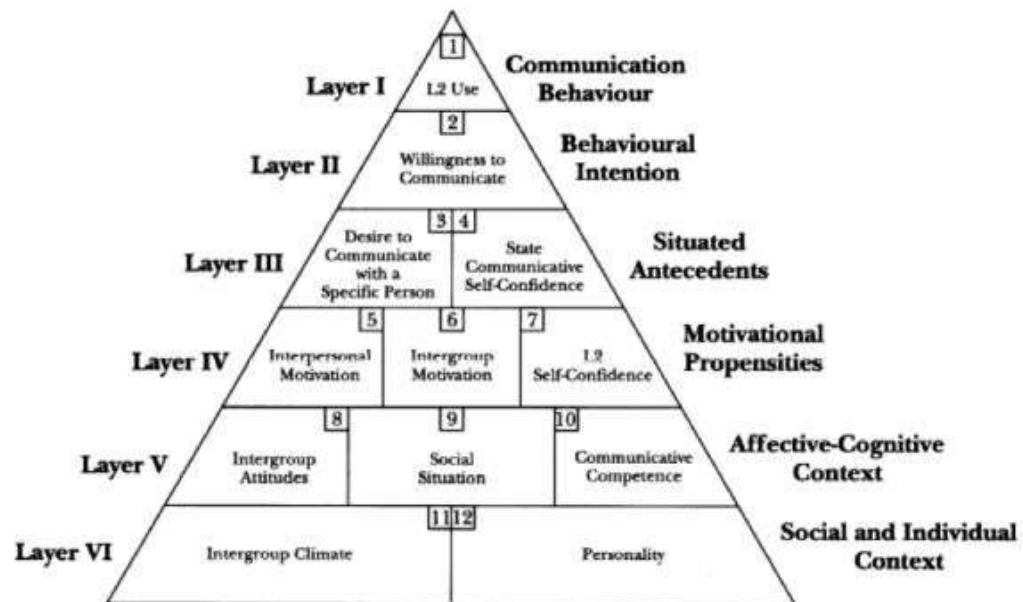 1
Layer I
L2 Use
Communication
Behaviour
2
Layer II
Willingness to
Communicate
Behavioural
Intention
3 4
Layer III
Desire to
Communicate
with a
Specific Person
State
Communicative
Self-Confidence
Situated
Antecedents
5 6 7
Layer IV
Interpersonal
Motivation
Intergroup
Motivation
L2
Self-Confidence
Motivational
Propensities
8 9 10
Layer V
Intergroup
Attitudes
Social
Situation
Communicative
Competence
Affective-Cognitive
Context
11 12
Layer VI
Intergroup Climate
Personality
Social and Individual
Context